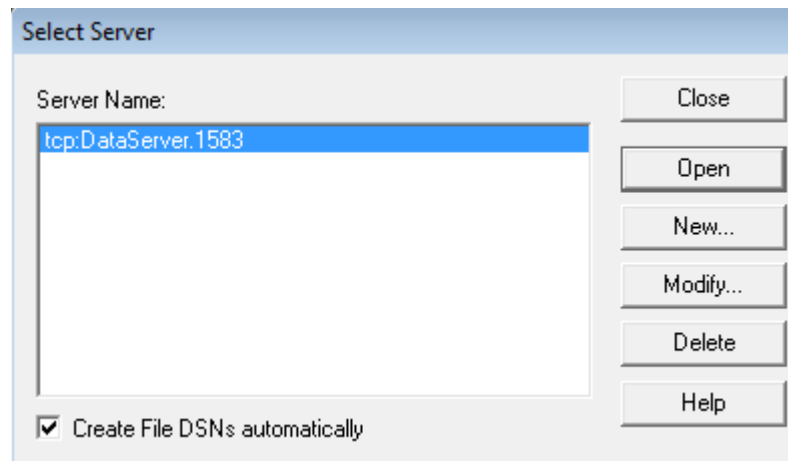 Select Server
Server Name:
tcp:DataServer.1583
Close
Open
New...
Modify...
Delete
Help
Create File DSNs automatically